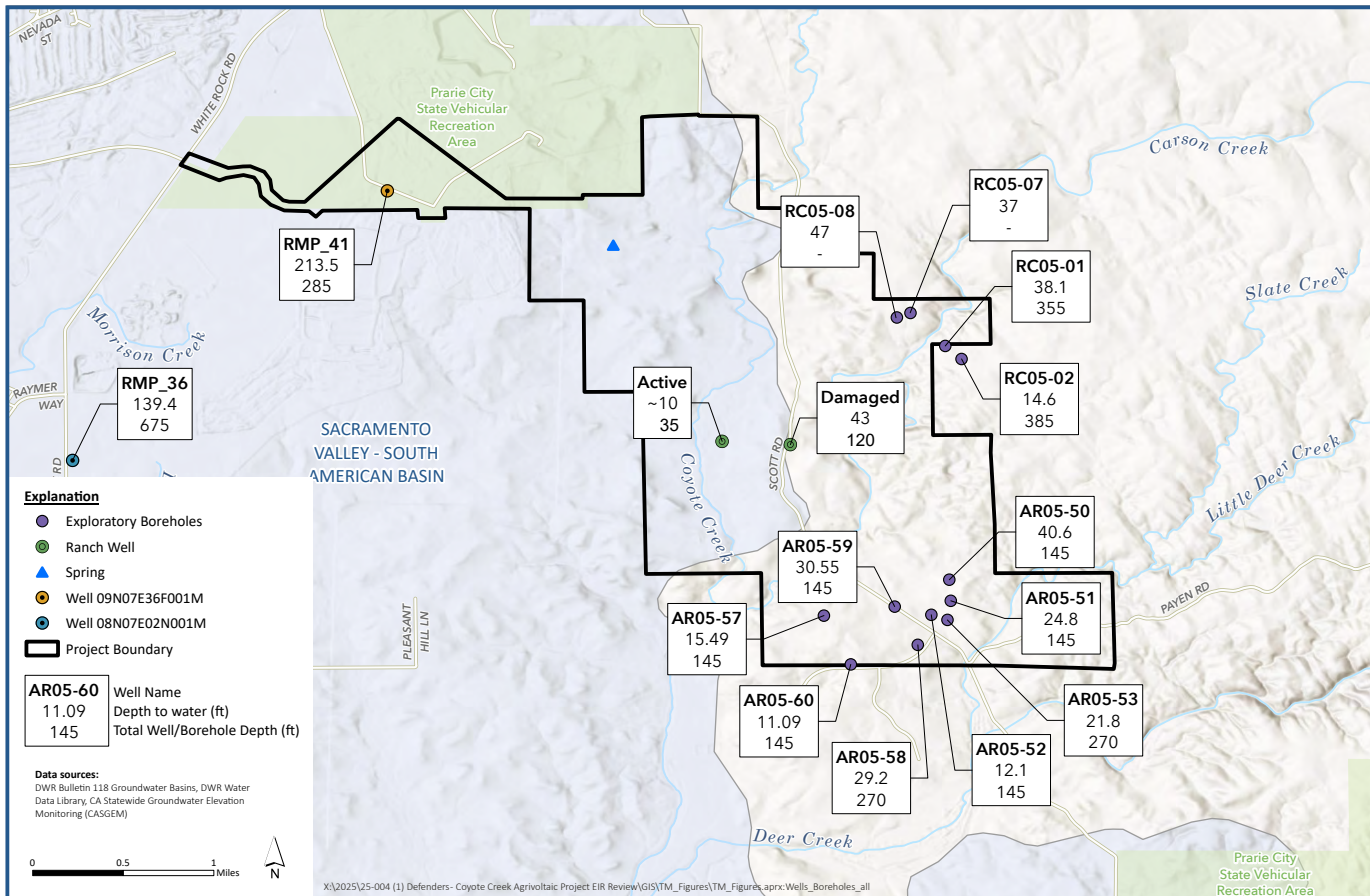 NEVADA
ST
WHITE ROCK RD
Prarie City
State Vehicular
Recreation
Area
Carson Creek
RC05-07
37
-
RC05-08
47
-
RMP_41
213.5
285
RC05-01
38.1
355
Slate Creek
Morrison Creek
RAYMER
WAY
RMP_36
139.4
675
RD
Active
~10
35
Damaged
43
120
RC05-02
14.6
385
SACRAMENTO
VALLEY - SOUTH
AMERICAN BASIN
SCOTT RD
Coyote Creek
Little Deer Creek
Explanation
Exploratory Boreholes
Ranch Well
Spring
Well 09N07E36F001M
Well 08N07E02N001M
Project Boundary
AR05-60
11.09
145
Well Name
Depth to water (ft)
Total Well/Borehole Depth (ft)
AR05-50
40.6
145
AR05-59
30.55
145
PAYEN RD
AR05-51
24.8
145
AR05-57
15.49
145
PLEASANT
HILL LN
AR05-60
11.09
145
AR05-53
21.8
270
AR05-58
29.2
270
AR05-52
12.1
145
Deer Creek
Prarie City
State Vehicular
Recreation Area
Data sources:
DWR Bulletin 118 Groundwater Basins, DWR Water
Data Library, CA Statewide Groundwater Elevation
Monitoring (CASGEM)
0 0.5 1
Miles
N
X:\2025\25-004 (1) Defenders- Coyote Creek Agrivoltaic Project EIR Review\GIS\TM_Figures\TM_Figures.aprx:Wells_Boreholes_all